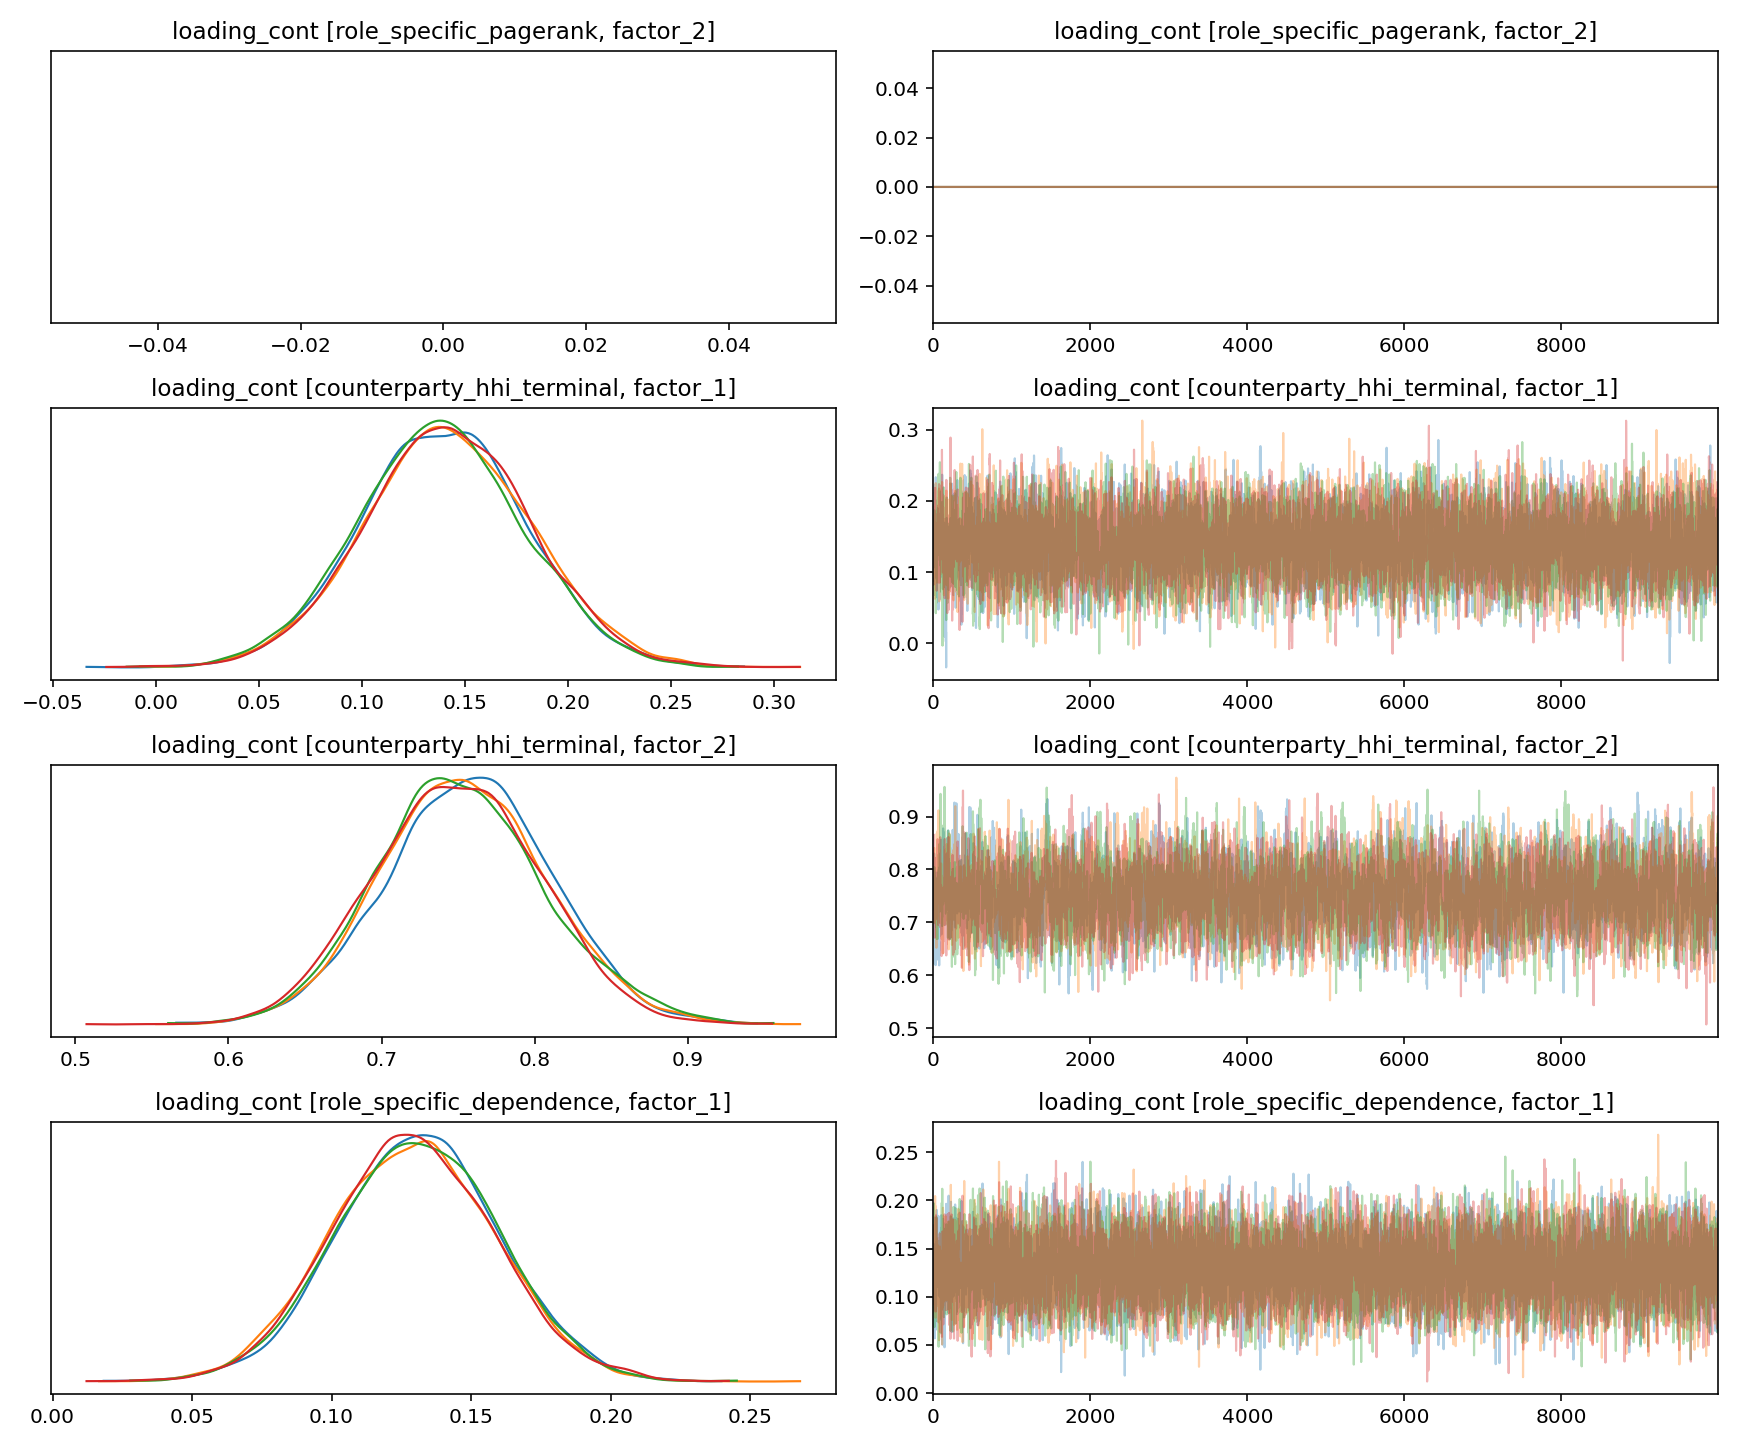 loading_cont [role_specific_pagerank, factor_2]
loading_cont [role_specific_pagerank, factor_2]
0.04
0.02
0.00
−0.02
−0.04
−0.04 −0.02 0.00 0.02 0.04
0 2000 4000 6000 8000
loading_cont [counterparty_hhi_terminal, factor_1]
loading_cont [counterparty_hhi_terminal, factor_1]
0.3
0.2
0.1
0.0
−0.05 0.00 0.05 0.10 0.15 0.20 0.25 0.30
0 2000 4000 6000 8000
loading_cont [counterparty_hhi_terminal, factor_2]
loading_cont [counterparty_hhi_terminal, factor_2]
0.9
0.8
0.7
0.6
0.5
0.5 0.6 0.7 0.8 0.9
0 2000 4000 6000 8000
loading_cont [role_specific_dependence, factor_1]
loading_cont [role_specific_dependence, factor_1]
0.25
0.20
0.15
0.10
0.05
0.00
0.00 0.05 0.10 0.15 0.20 0.25
0 2000 4000 6000 8000